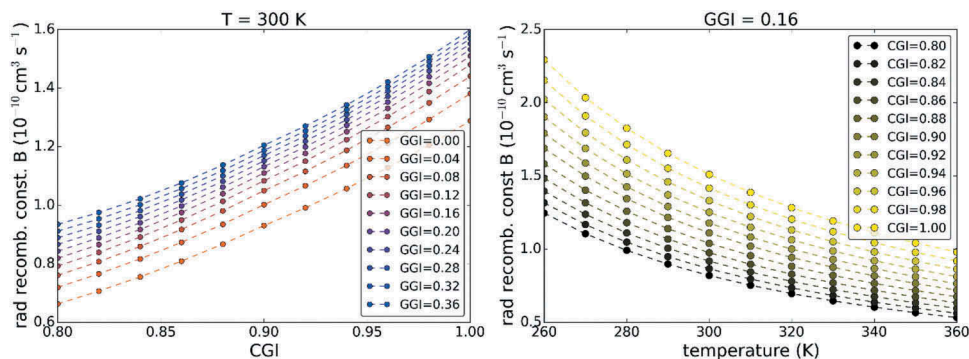 T = 300 K
rad recomb. const. B (10⁻¹⁰ cm³ s⁻¹)
1.6
1.4
1.2
1.0
0.8
0.6
0.80
0.85
0.90
0.95
1.00
CGI
GGI=0.00
GGI=0.04
GGI=0.08
GGI=0.12
GGI=0.16
GGI=0.20
GGI=0.24
GGI=0.28
GGI=0.32
GGI=0.36
GGI = 0.16
rad recomb. const B (10⁻¹⁰ cm³ s⁻¹)
2.5
2.0
1.5
1.0
0.5
260
280
300
320
340
360
temperature (K)
CGI=0.80
CGI=0.82
CGI=0.84
CGI=0.86
CGI=0.88
CGI=0.90
CGI=0.92
CGI=0.94
CGI=0.96
CGI=0.98
CGI=1.00